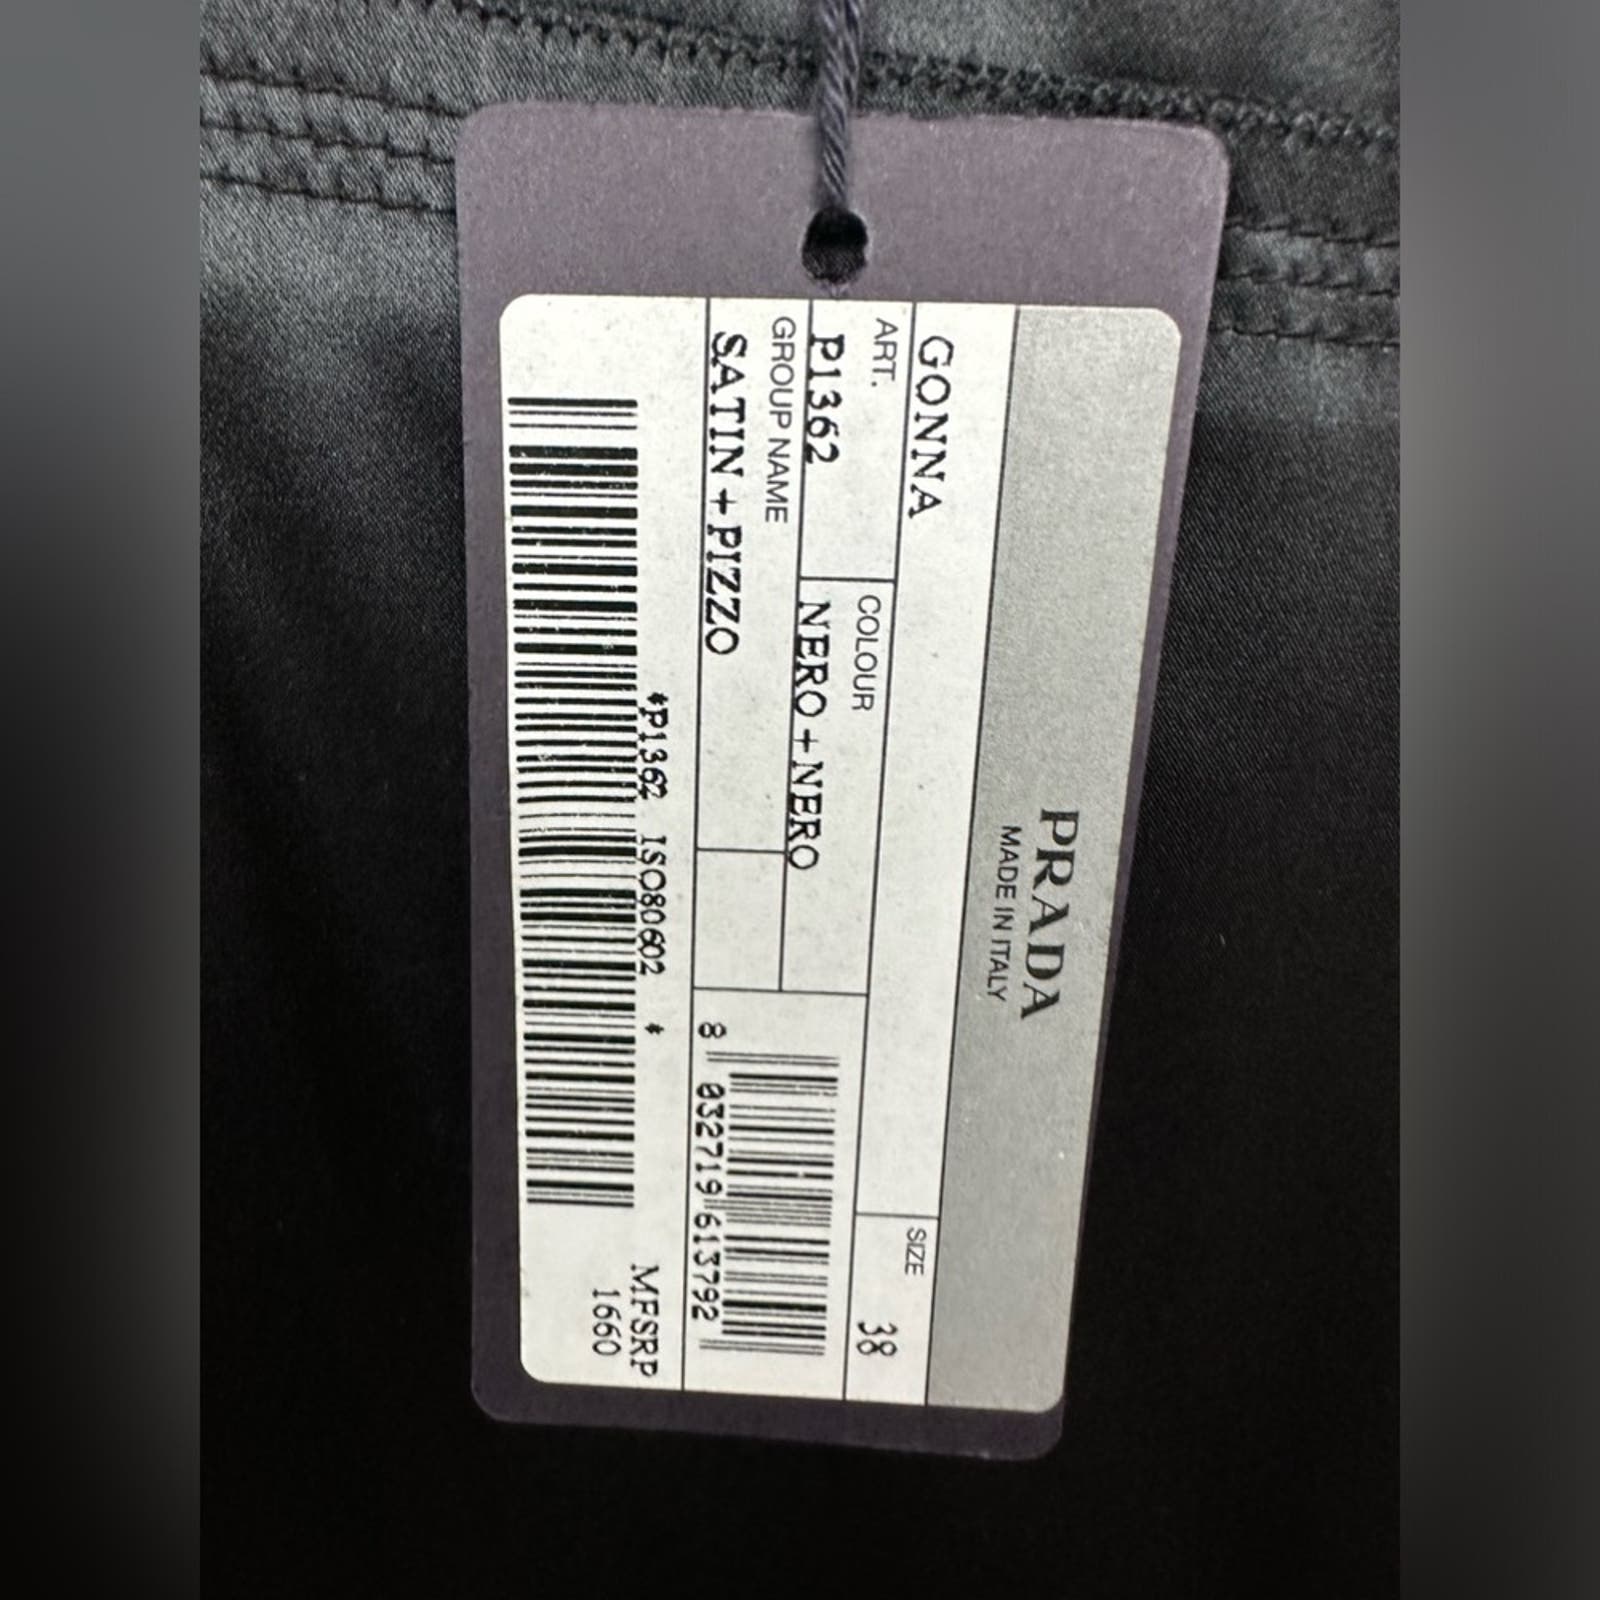 PRADA
MADE IN ITALY
GONNA
SIZE
38
ART.
P1362
COLOUR
NERO+NERO
GROUP NAME
SATIN+PIZZO
8 032719 613792
*P1362 ISO80602 *
MFSRP
1660